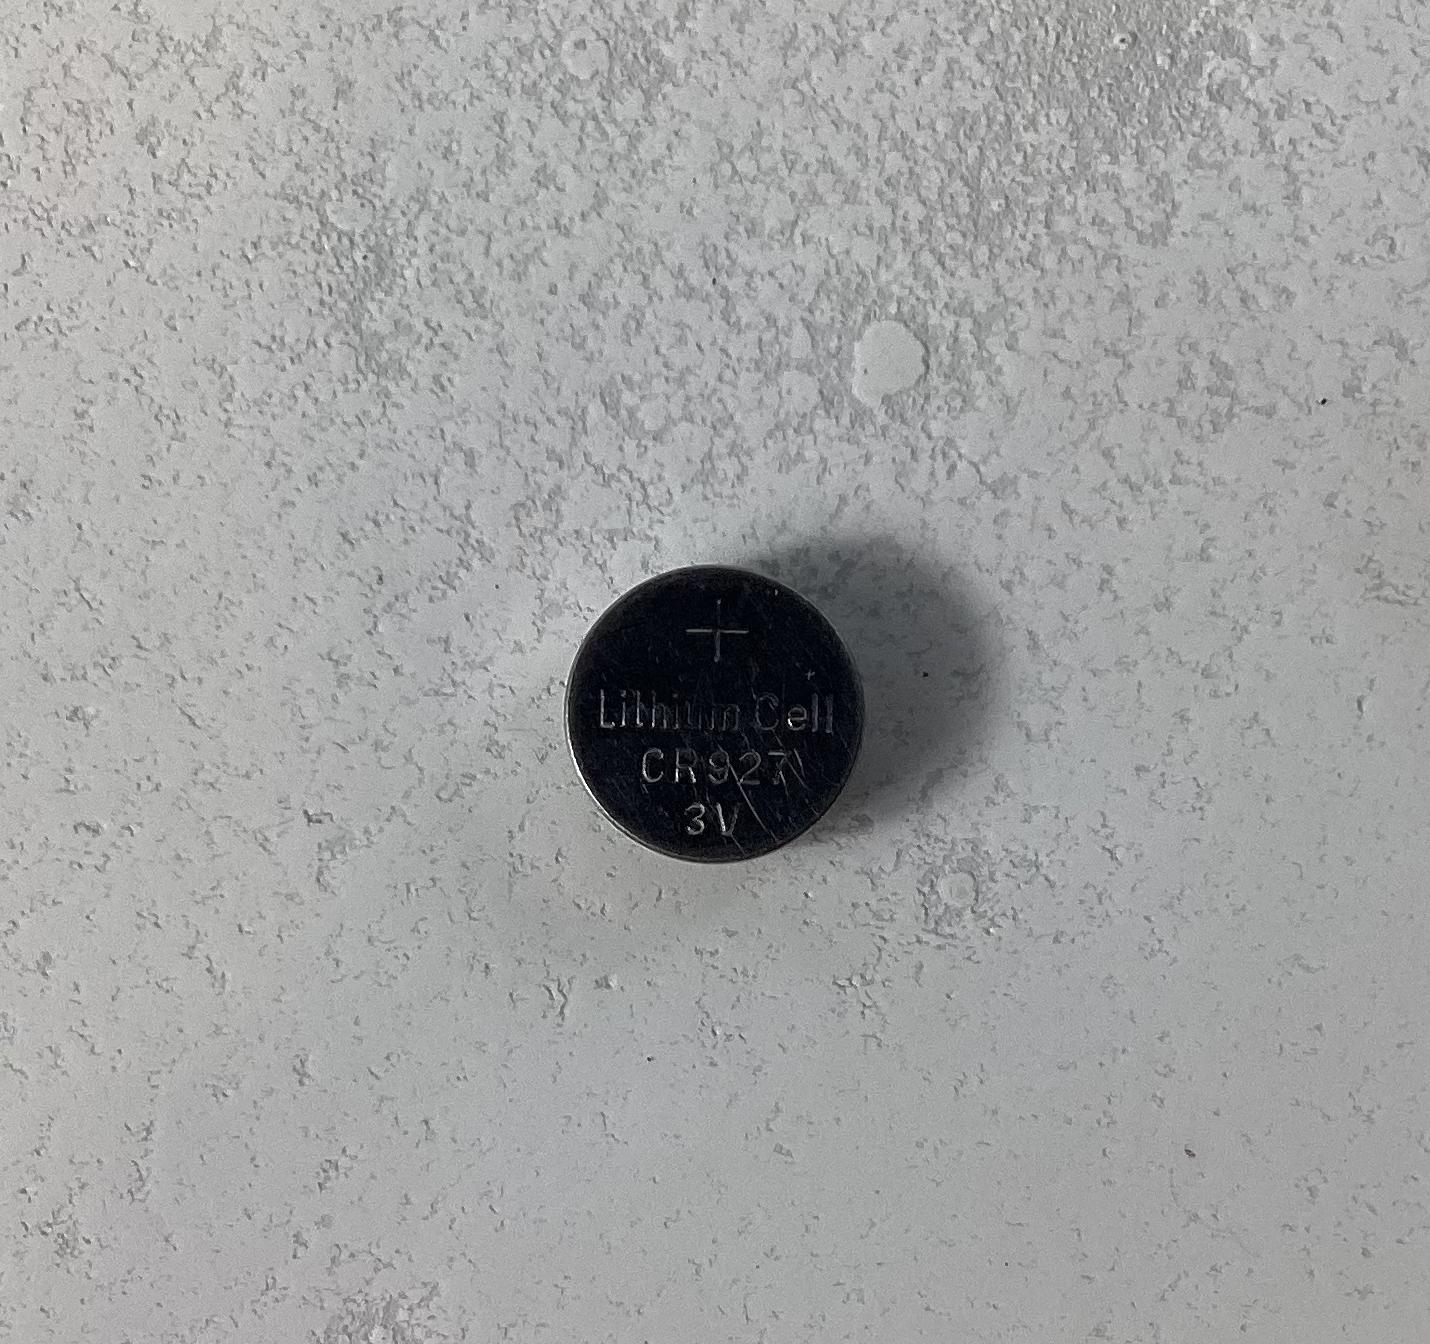 +
Lithium Cell
CR927
3V